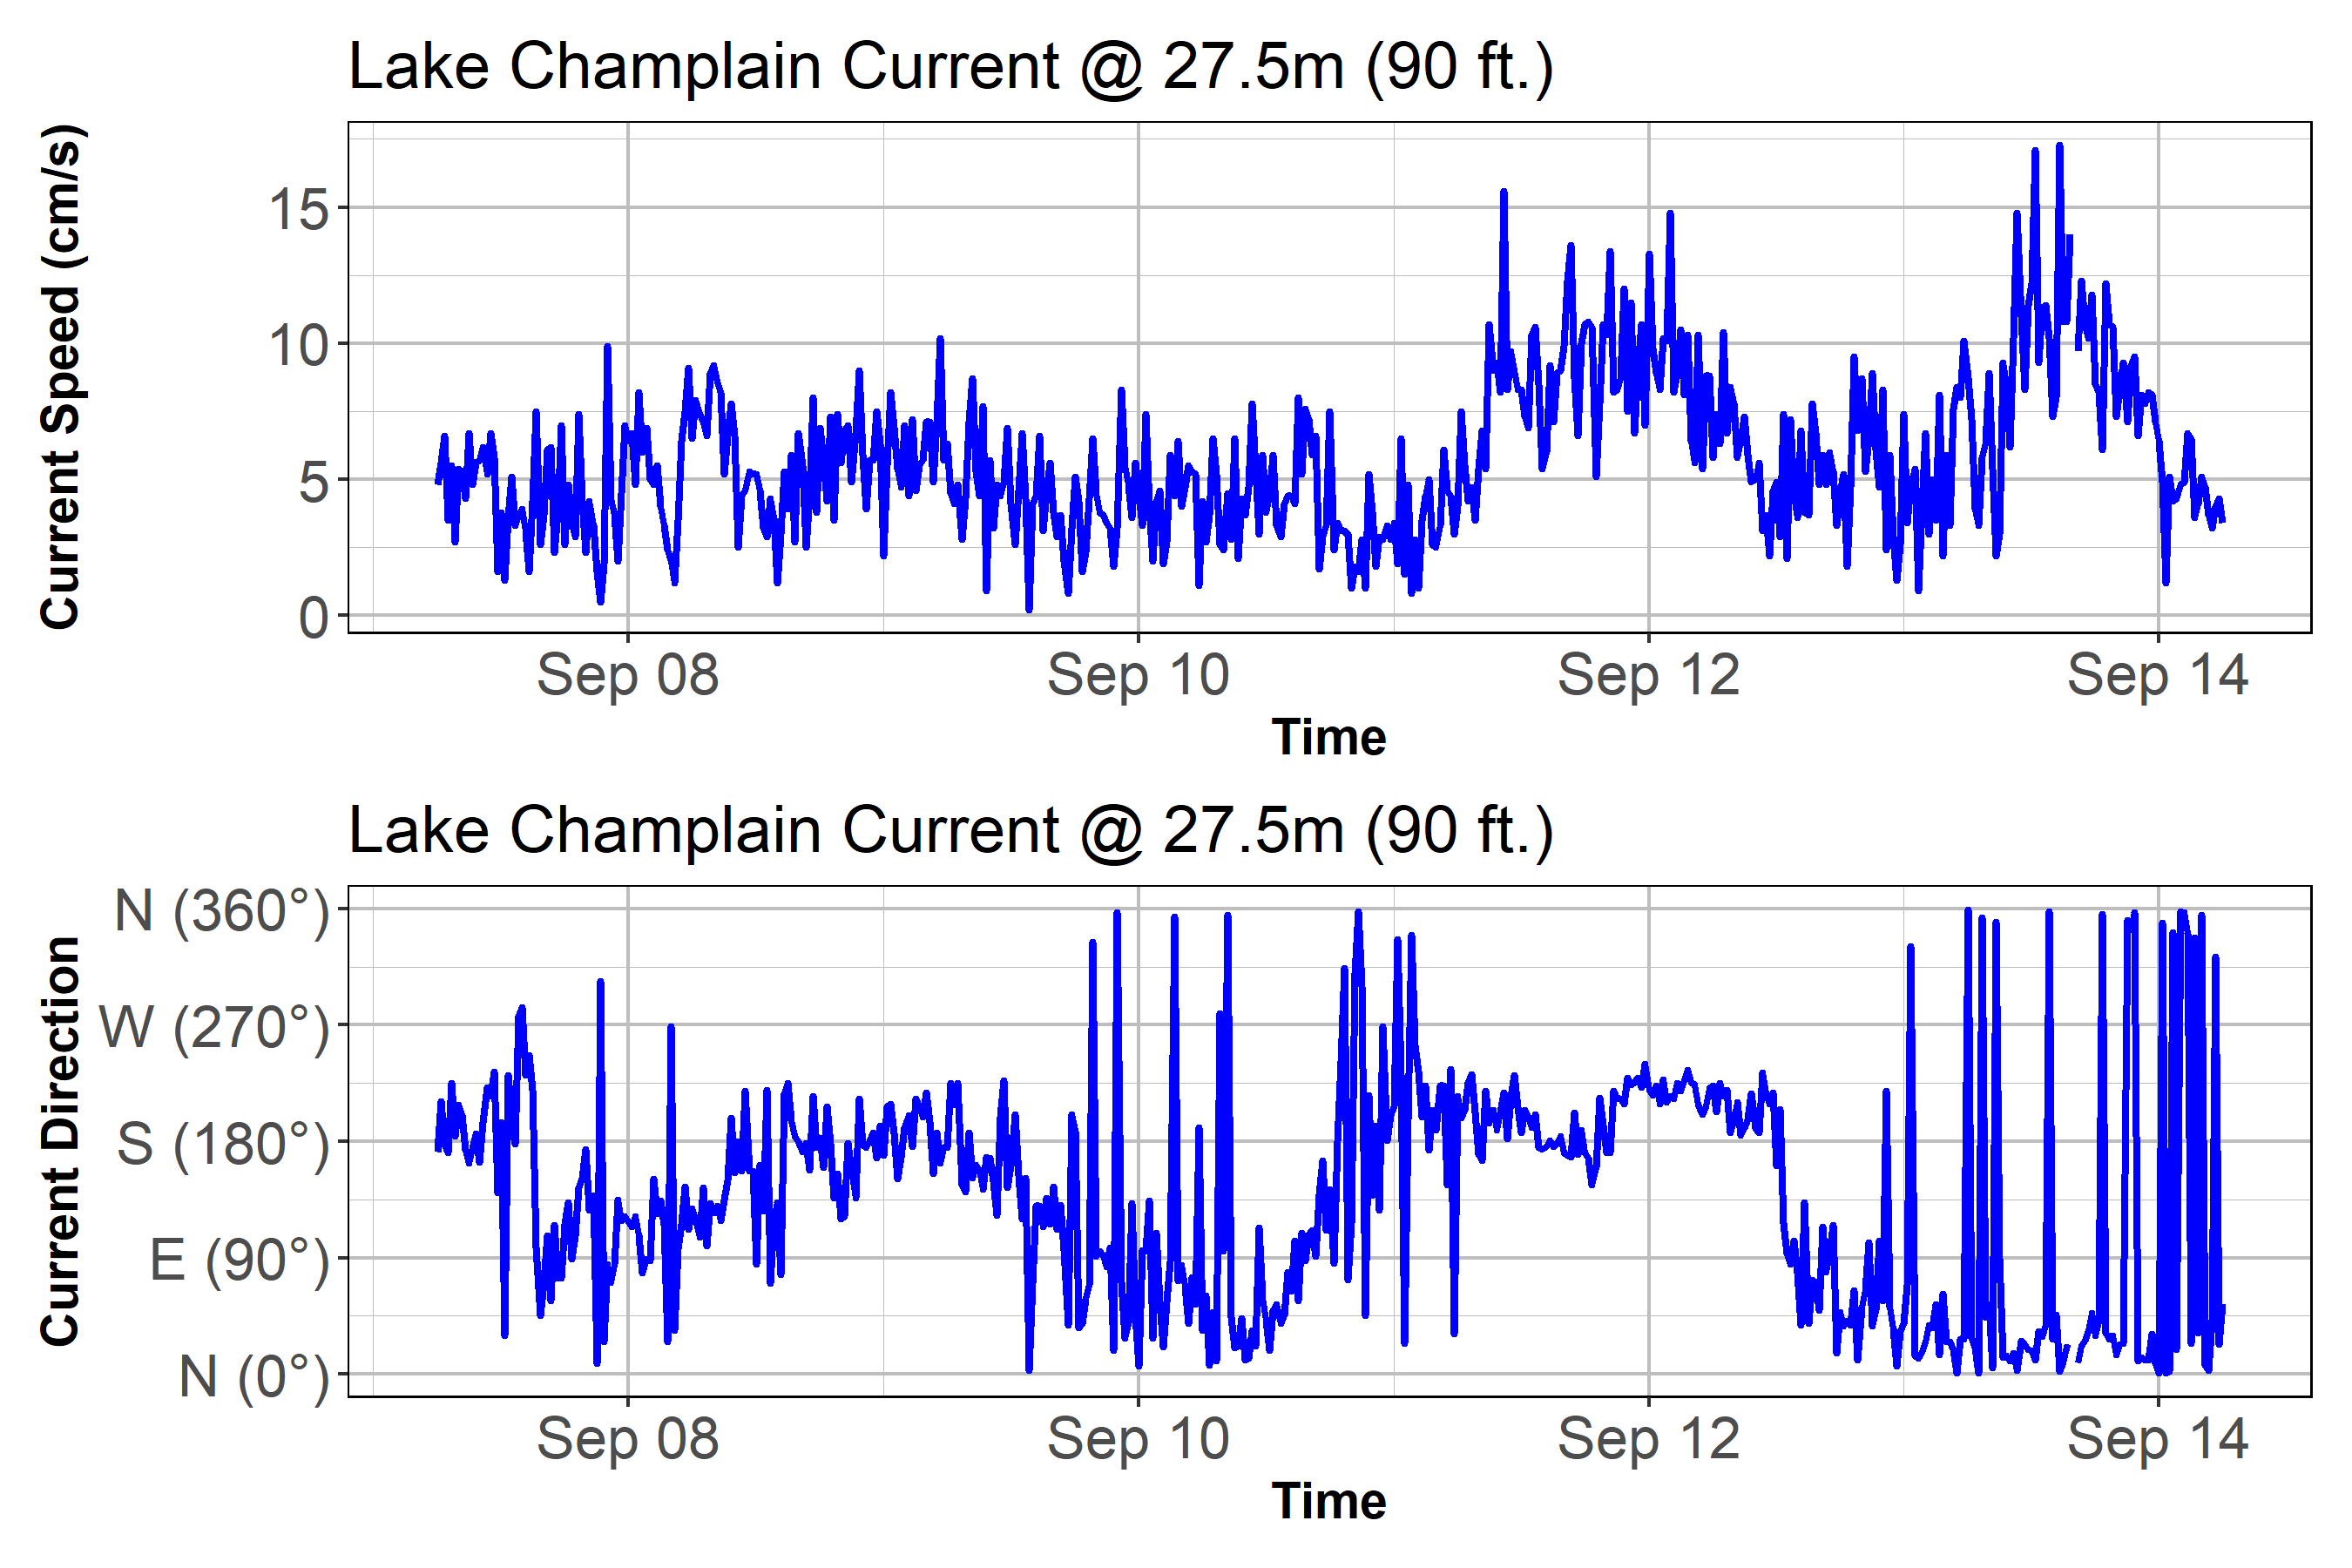 Lake Champlain Current @ 27.5m (90 ft.)
Current Speed (cm/s)
15
10
5
0
Sep 08 Sep 10 Sep 12 Sep 14
Time
Lake Champlain Current @ 27.5m (90 ft.)
Current Direction
N (360°)
W (270°)
S (180°)
E (90°)
N (0°)
Sep 08 Sep 10 Sep 12 Sep 14
Time